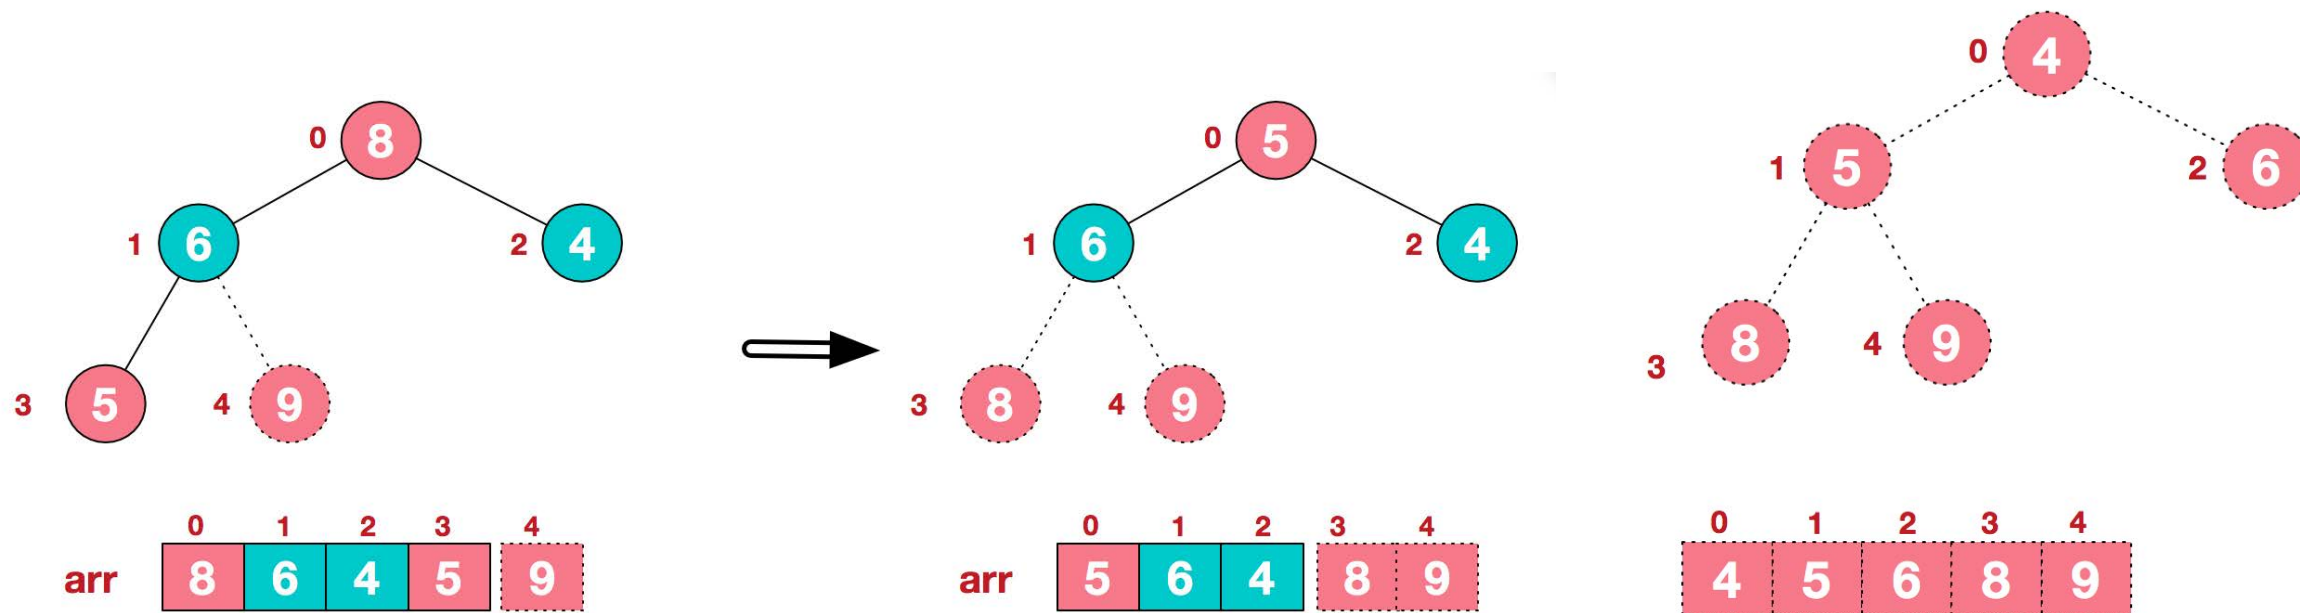 0 8
1 6 2 4
3 5 4 9
0 1 2 3 4
arr 8 6 4 5 9
0 5
1 6 2 4
3 8 4 9
0 1 2 3 4
arr 5 6 4 8 9
0 4
1 5 2 6
3 8 4 9
0 1 2 3 4
4 5 6 8 9